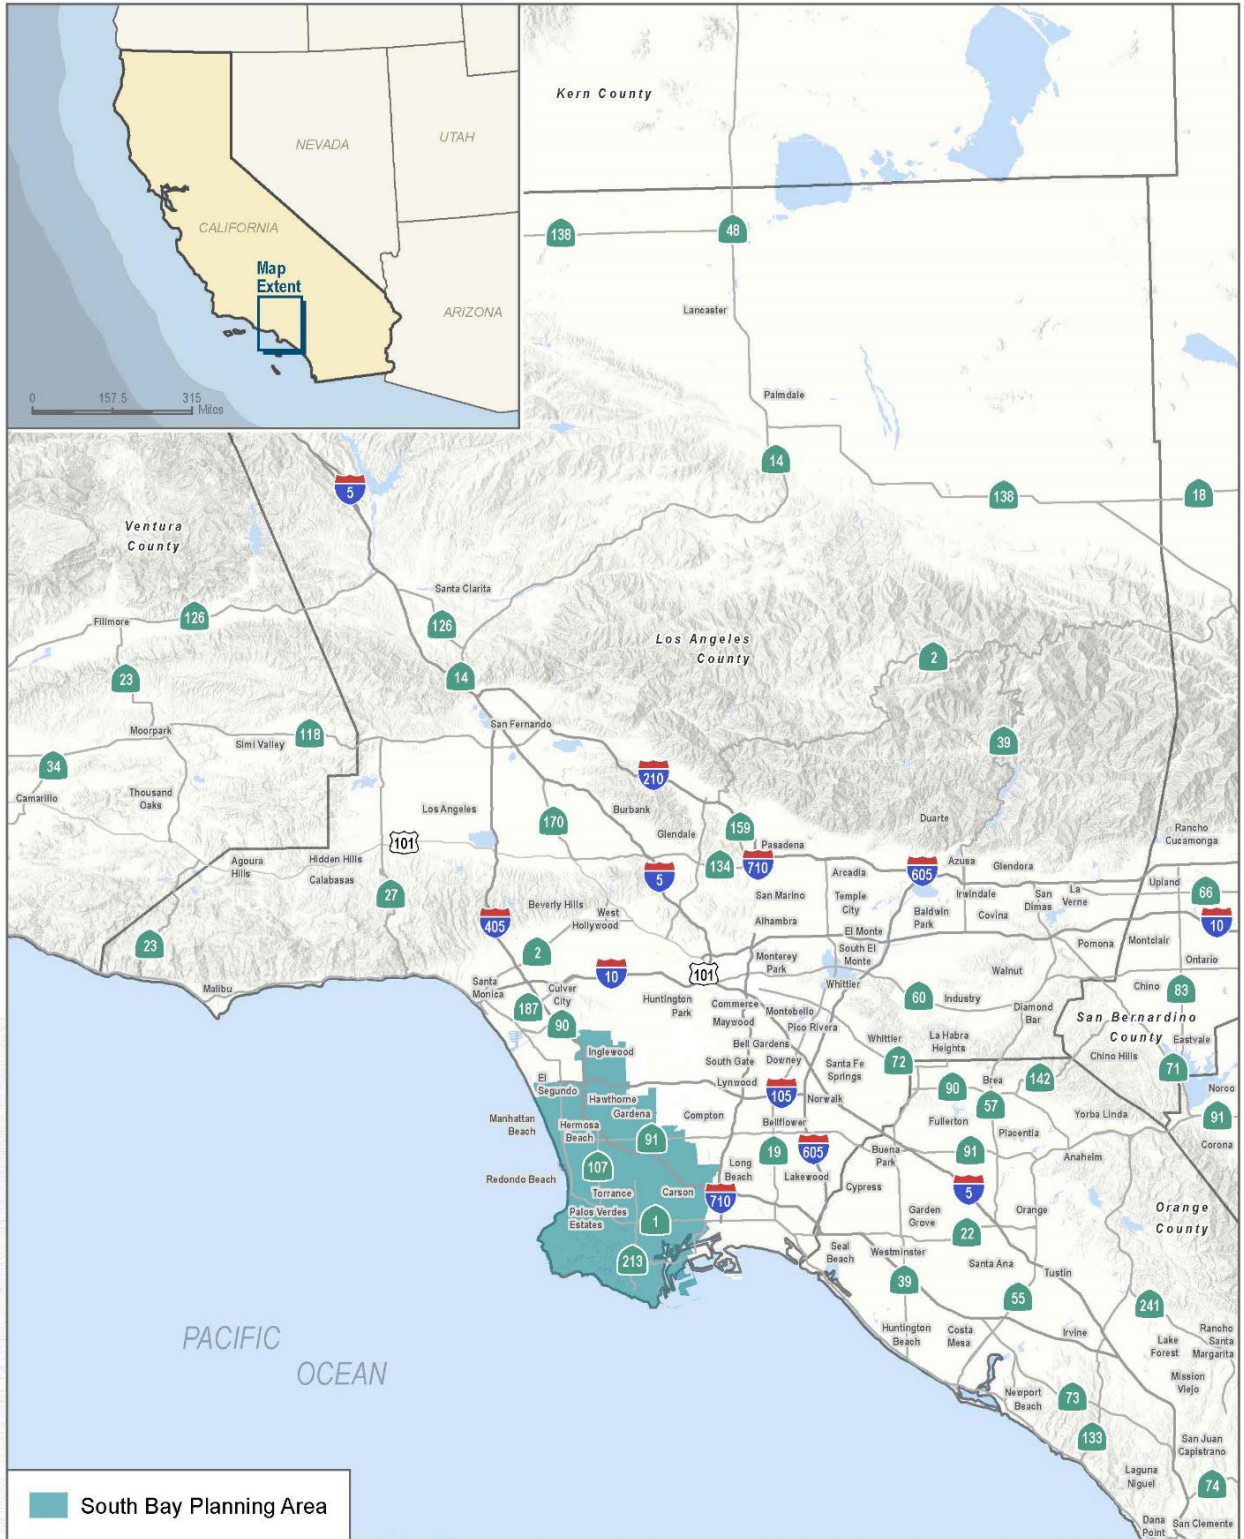 Kern County
NEVADA
UTAH
CALIFORNIA
Map
Extent
ARIZONA
0 157.5 315
Miles
138
48
Lancaster
Palmdale
14
138
18
5
Ventura
County
Santa Clarita
126
Fillmore
126
Los Angeles
County
2
23
14
San Fernando
118
Moorpark
Simi Valley
39
34
210
Camarillo
Thousand
Oaks
Los Angeles
170
Burbank
Duarte
159
Rancho
Cucamonga
Glendale
101
Pasadena
Agoura
Hills
Hidden Hills
Calabasas
134
710
5
Arcadia
605
Azusa
Glendora
27
San Marino
Temple
City
Irwindale
San
Dimas
La
Verne
Upland
66
Beverly Hills
West
Hollywood
405
Alhambra
Baldwin
Park
Covina
10
23
2
El Monte
South El
Monte
Pomona
Montclair
Monterey
Park
Ontario
Malibu
Santa
Monica
10
101
Walnut
Whittier
Culver
City
Huntington
Park
Commerce
Maywood
Montebello
60
Industry
Diamond
Bar
Chino
83
187
90
Pico Rivera
San Bernardino
County
Bell Gardens
Whittier
La Habra
Heights
Eastvale
Inglewood
South Gate
Downey
Santa Fe
Springs
72
Chino Hills
71
El
Segundo
Lynwood
105
Norwalk
90
Brea
142
Norco
Hawthorne
Gardena
Compton
57
Manhattan
Beach
Hermosa
Beach
Bellflower
Fullerton
Yorba Linda
91
Placentia
Corona
91
19
605
Buena
Park
91
Anaheim
107
Long
Beach
Lakewood
Redondo Beach
Torrance
Carson
710
Cypress
5
Palos Verdes
Estates
1
Garden
Grove
Orange
Orange
County
22
213
Seal
Beach
Westminster
Santa Ana
Tustin
39
55
241
Huntington
Beach
Costa
Mesa
Irvine
Lake
Forest
Rancho
Santa
Margarita
PACIFIC
OCEAN
Mission
Viejo
Newport
Beach
73
133
San Juan
Capistrano
Laguna
Niguel
74
South Bay Planning Area
Dana
Point
San Clemente